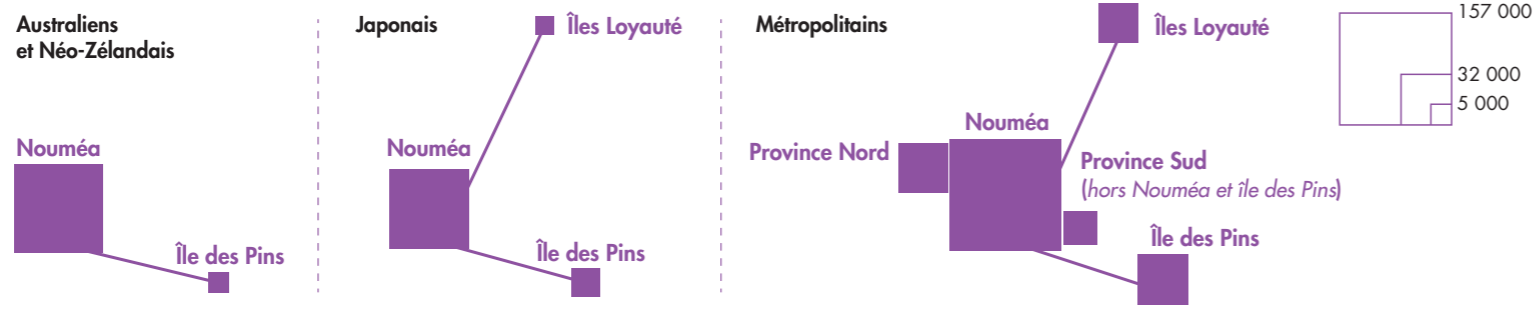 Australiens
et Néo-Zélandais
Nouméa
Île des Pins
Japonais
Îles Loyauté
Nouméa
Île des Pins
Métropolitains
Îles Loyauté
Nouméa
Province Nord
Province Sud
(hors Nouméa et île des Pins)
Île des Pins
157 000
32 000
5 000